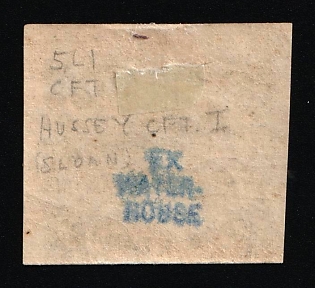 5L1
CFT
HUSSEY CFT. I
(SLOAN)
EX
WATER-
HOUSE